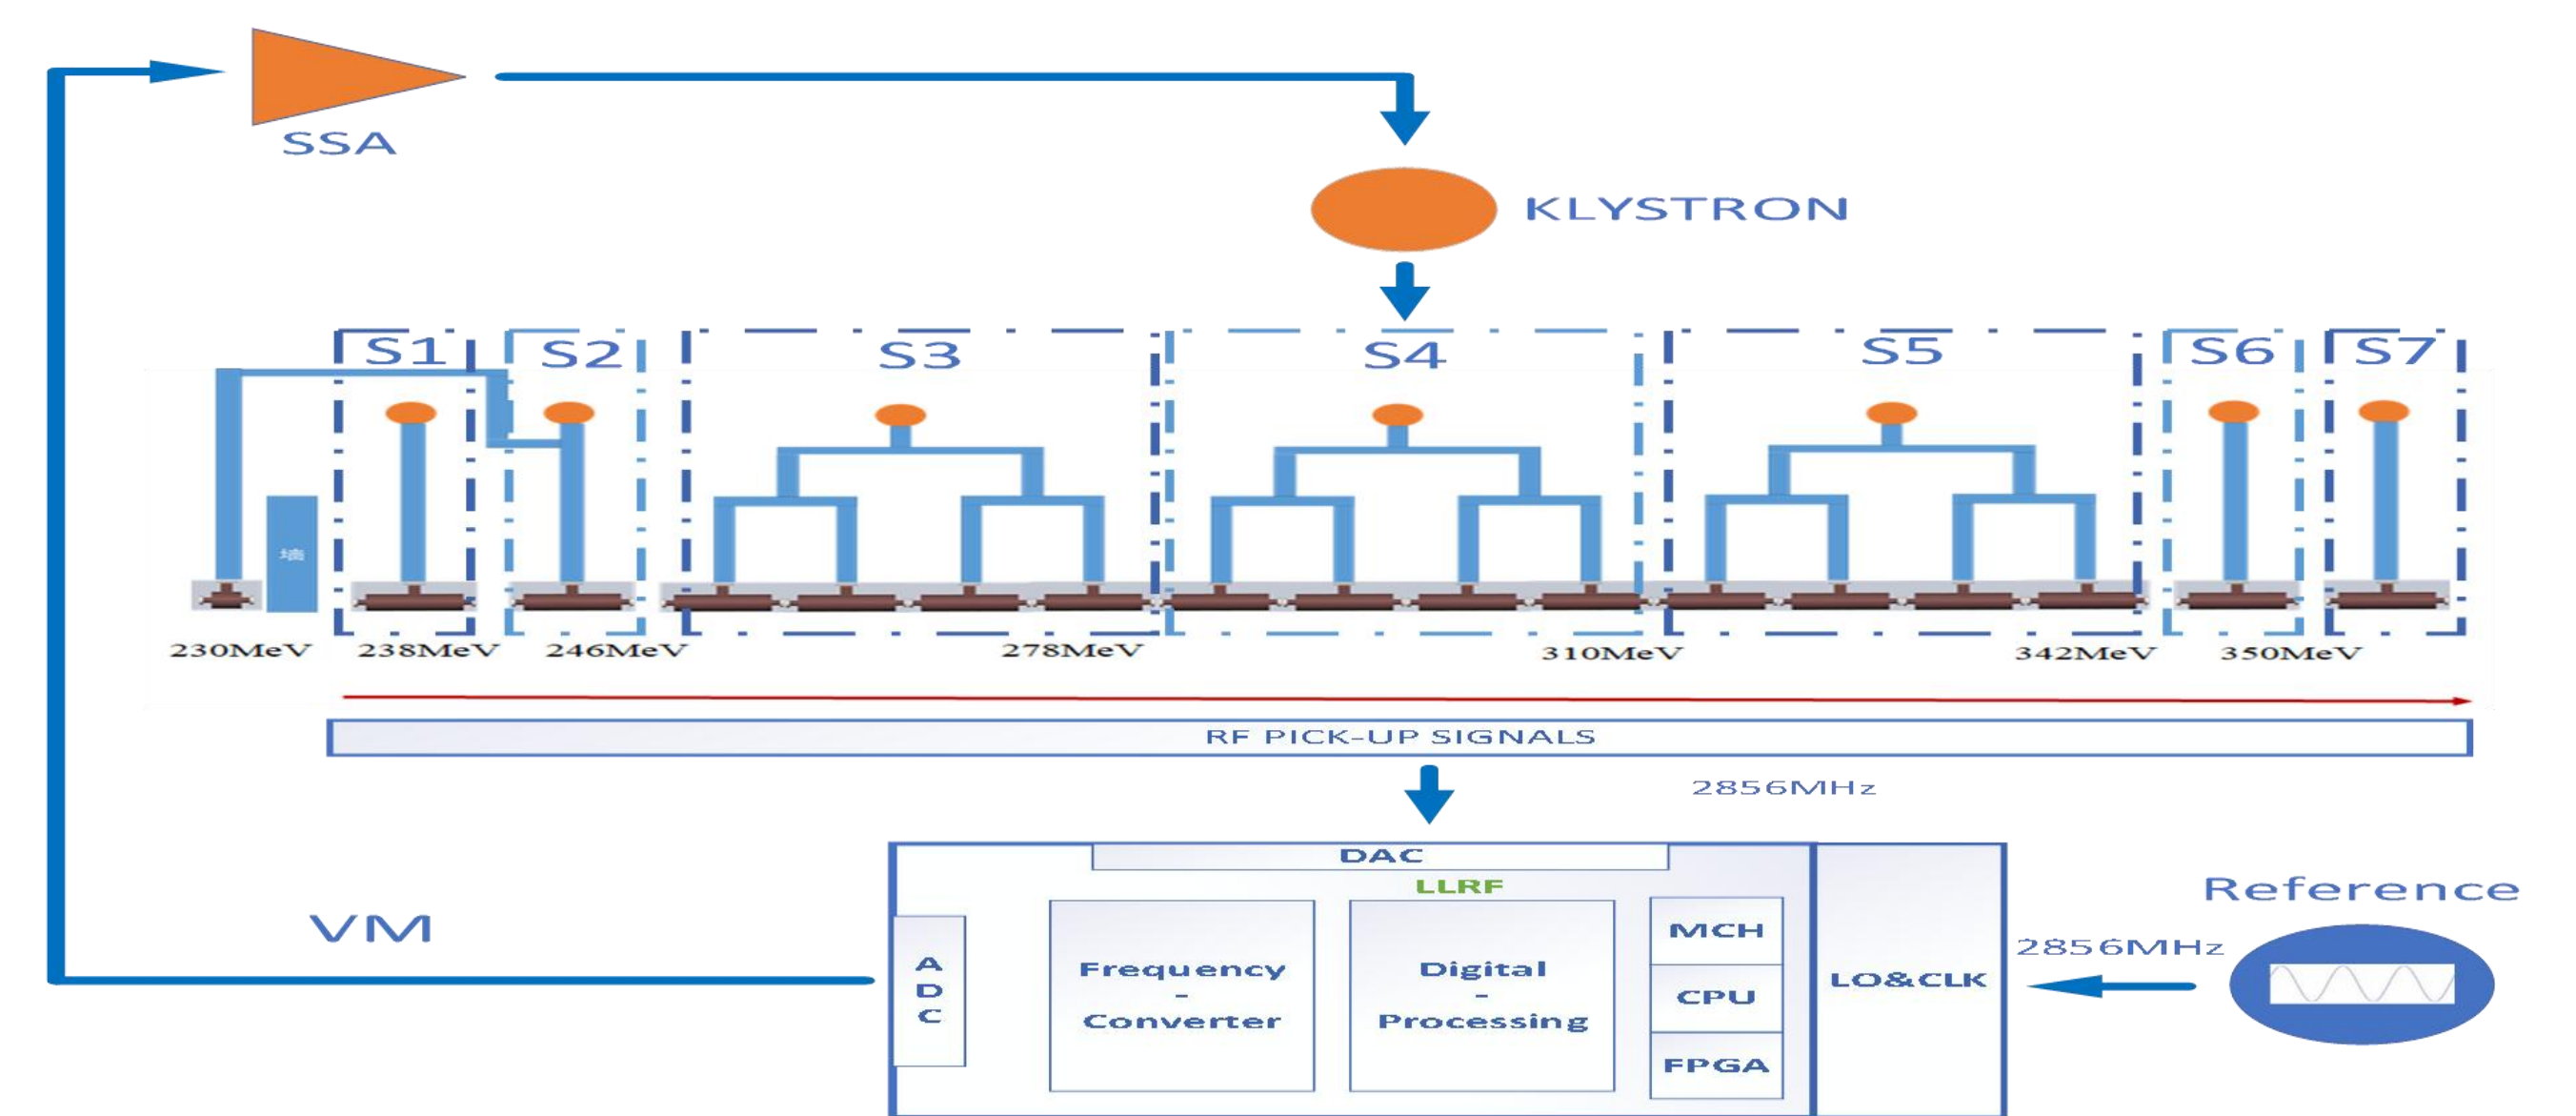 SSA
KLYSTRON
S1
S2
S3
S4
S5
S6
S7
墙
230MeV
238MeV
246MeV
278MeV
310MeV
342MeV
350MeV
RF PICK-UP SIGNALS
2856MHz
DAC
LLRF
Reference
VM
ADC
Frequency
-
Converter
Digital
-
Processing
MCH
CPU
FPGA
LO&CLK
2856MHz